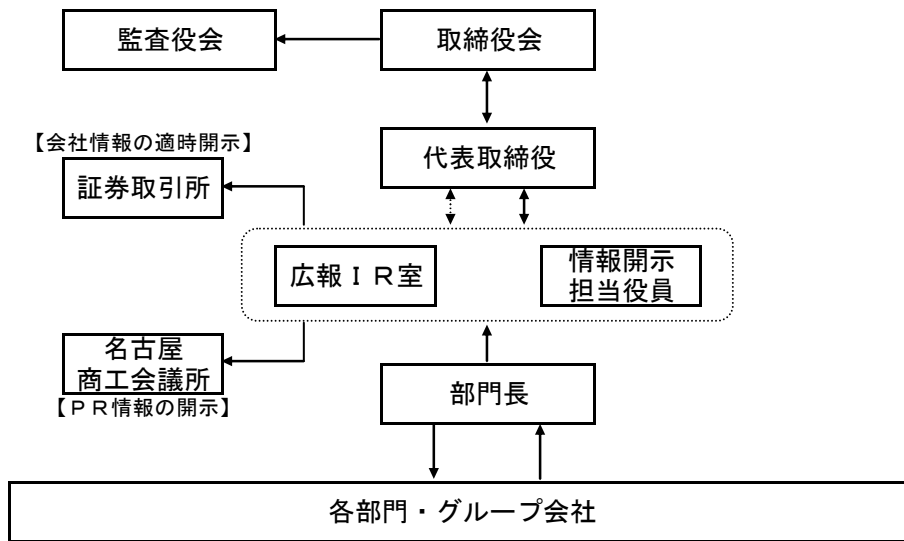 監査役会
取締役会
【会社情報の適時開示】
代表取締役
証券取引所
広報ＩＲ室
情報開示
担当役員
名古屋
商工会議所
【ＰＲ情報の開示】
部門長
各部門・グループ会社